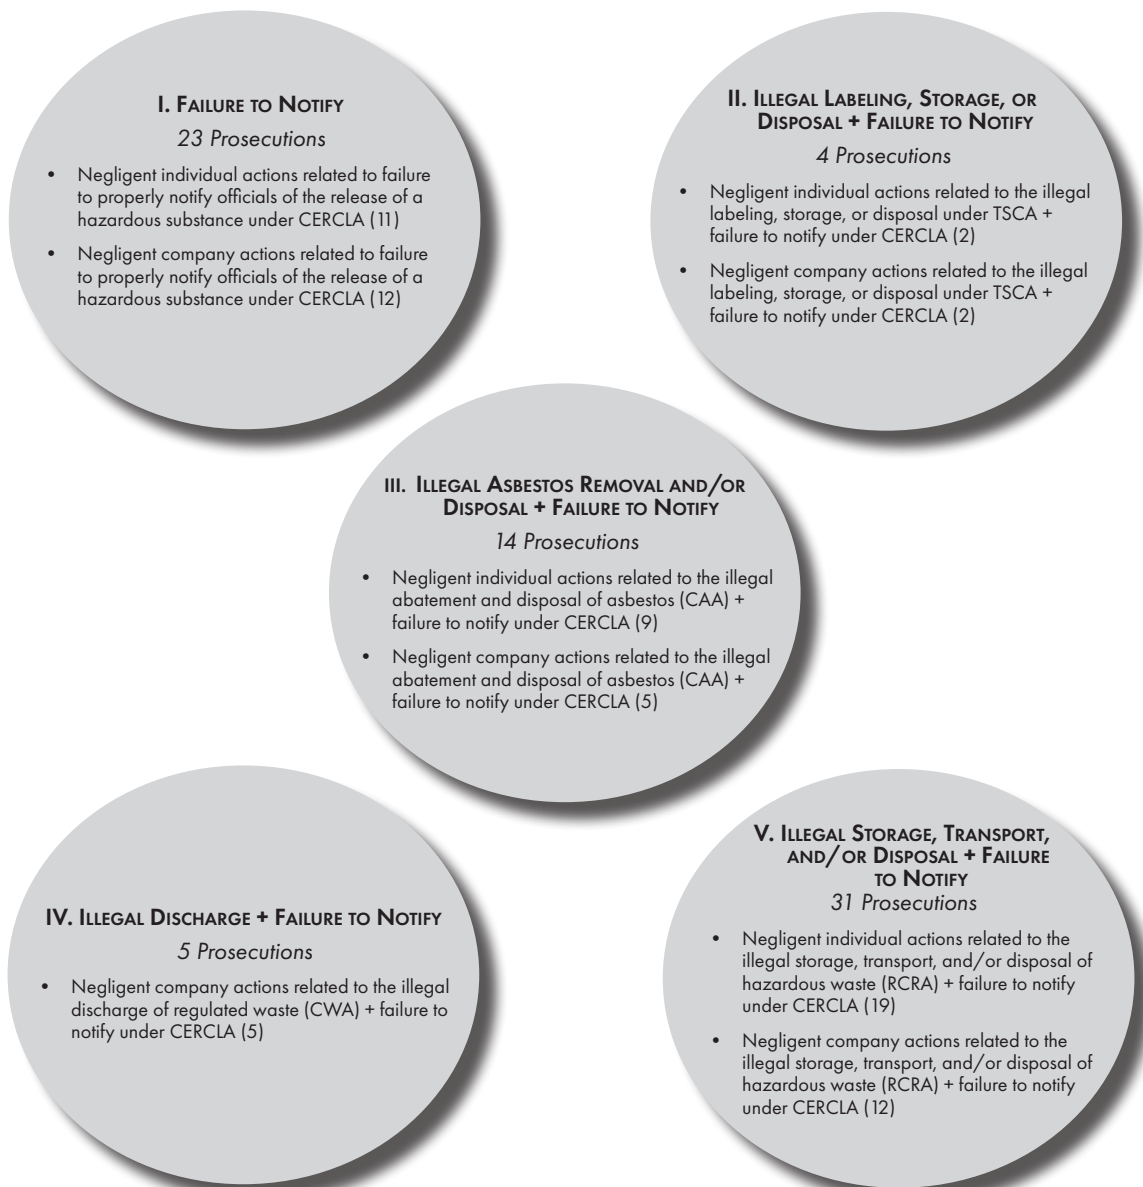 I. Failure to Notify
23 Prosecutions
• Negligent individual actions related to failure
to properly notify officials of the release of a
hazardous substance under CERCLA (11)
• Negligent company actions related to failure
to properly notify officials of the release of a
hazardous substance under CERCLA (12)
II. Illegal Labeling, Storage, or
Disposal + Failure to Notify
4 Prosecutions
• Negligent individual actions related to the illegal
labeling, storage, or disposal under TSCA +
failure to notify under CERCLA (2)
• Negligent company actions related to the illegal
labeling, storage, or disposal under TSCA +
failure to notify under CERCLA (2)
III. Illegal Asbestos Removal and/or
Disposal + Failure to Notify
14 Prosecutions
• Negligent individual actions related to the illegal
abatement and disposal of asbestos (CAA) +
failure to notify under CERCLA (9)
• Negligent company actions related to the illegal
abatement and disposal of asbestos (CAA) +
failure to notify under CERCLA (5)
IV. Illegal Discharge + Failure to Notify
5 Prosecutions
• Negligent company actions related to the illegal
discharge of regulated waste (CWA) + failure to
notify under CERCLA (5)
V. Illegal Storage, Transport,
and/or Disposal + Failure
to Notify
31 Prosecutions
• Negligent individual actions related to the
illegal storage, transport, and/or disposal of
hazardous waste (RCRA) + failure to notify
under CERCLA (19)
• Negligent company actions related to the
illegal storage, transport, and/or disposal of
hazardous waste (RCRA) + failure to notify
under CERCLA (12)